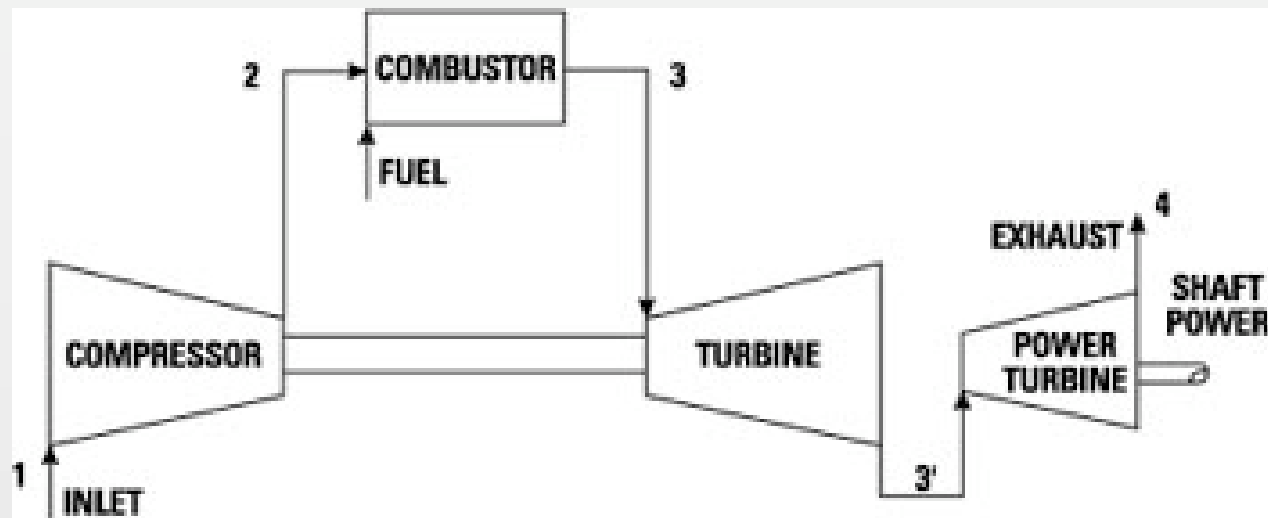 2
COMBUSTOR
3
FUEL
4
EXHAUST
SHAFT
POWER
COMPRESSOR
TURBINE
POWER
TURBINE
3'
1
INLET